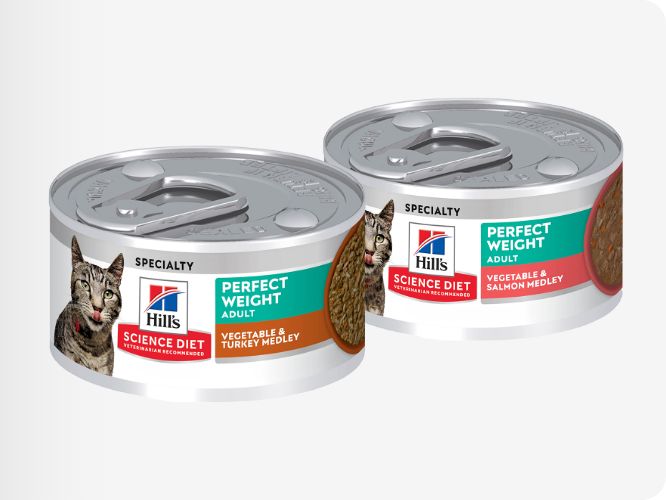 SPECIALTY
Hill's
SCIENCE DIET
VETERINARIAN RECOMMENDED
PERFECT
WEIGHT
ADULT
VEGETABLE &
TURKEY MEDLEY
SPECIALTY
Hill's
SCIENCE DIET
VETERINARIAN RECOMMENDED
PERFECT
WEIGHT
ADULT
VEGETABLE &
SALMON MEDLEY